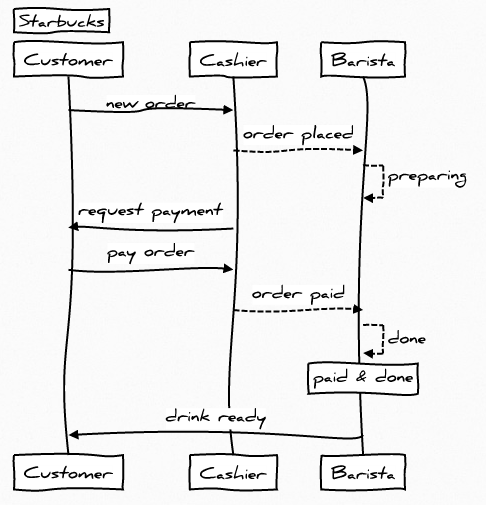 Starbucks
Customer Cashier Barista
new order
order placed
preparing
request payment
pay order
order paid
done
paid & done
drink ready
Customer Cashier Barista